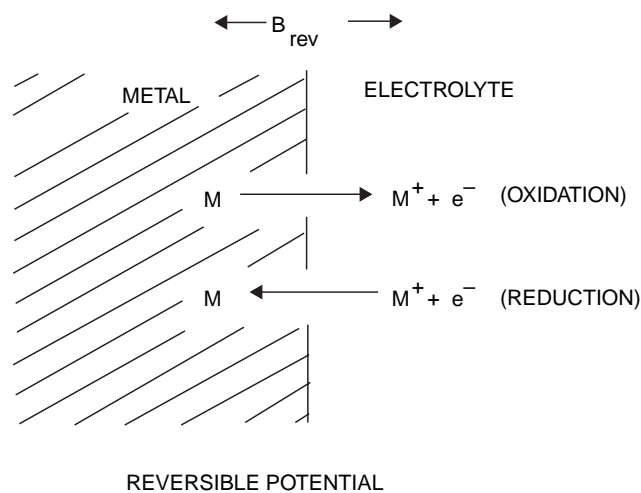 B rev
METAL
ELECTROLYTE
M M⁺ + e⁻ (OXIDATION)
M M⁺ + e⁻ (REDUCTION)
REVERSIBLE POTENTIAL